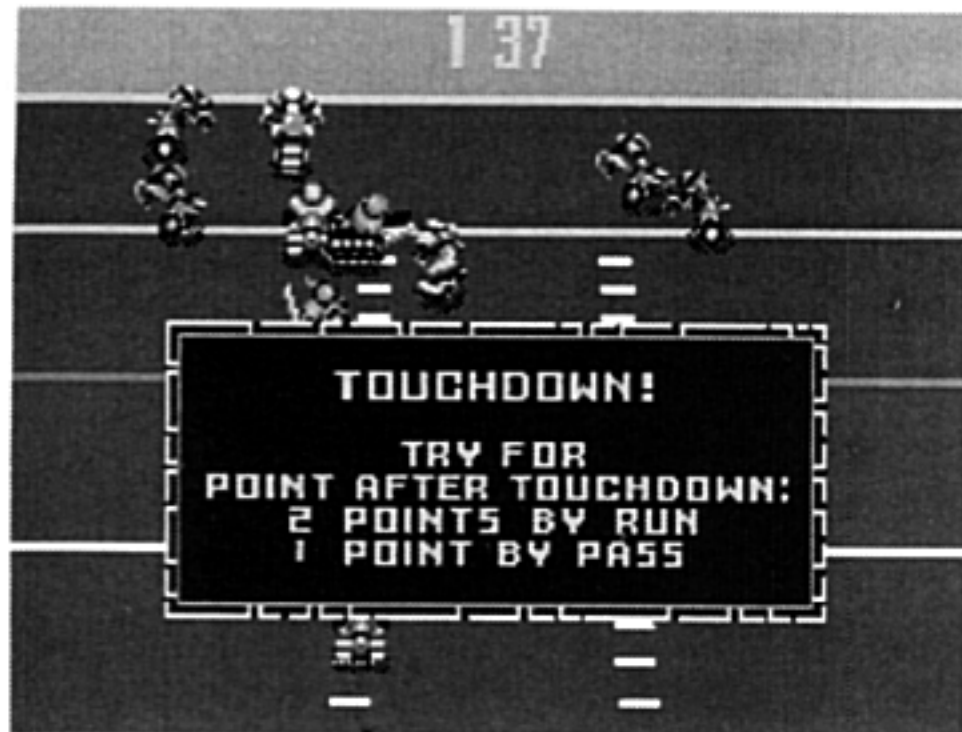 1 37
TOUCHDOWN!
TRY FOR
POINT AFTER TOUCHDOWN:
2 POINTS BY RUN
1 POINT BY PASS